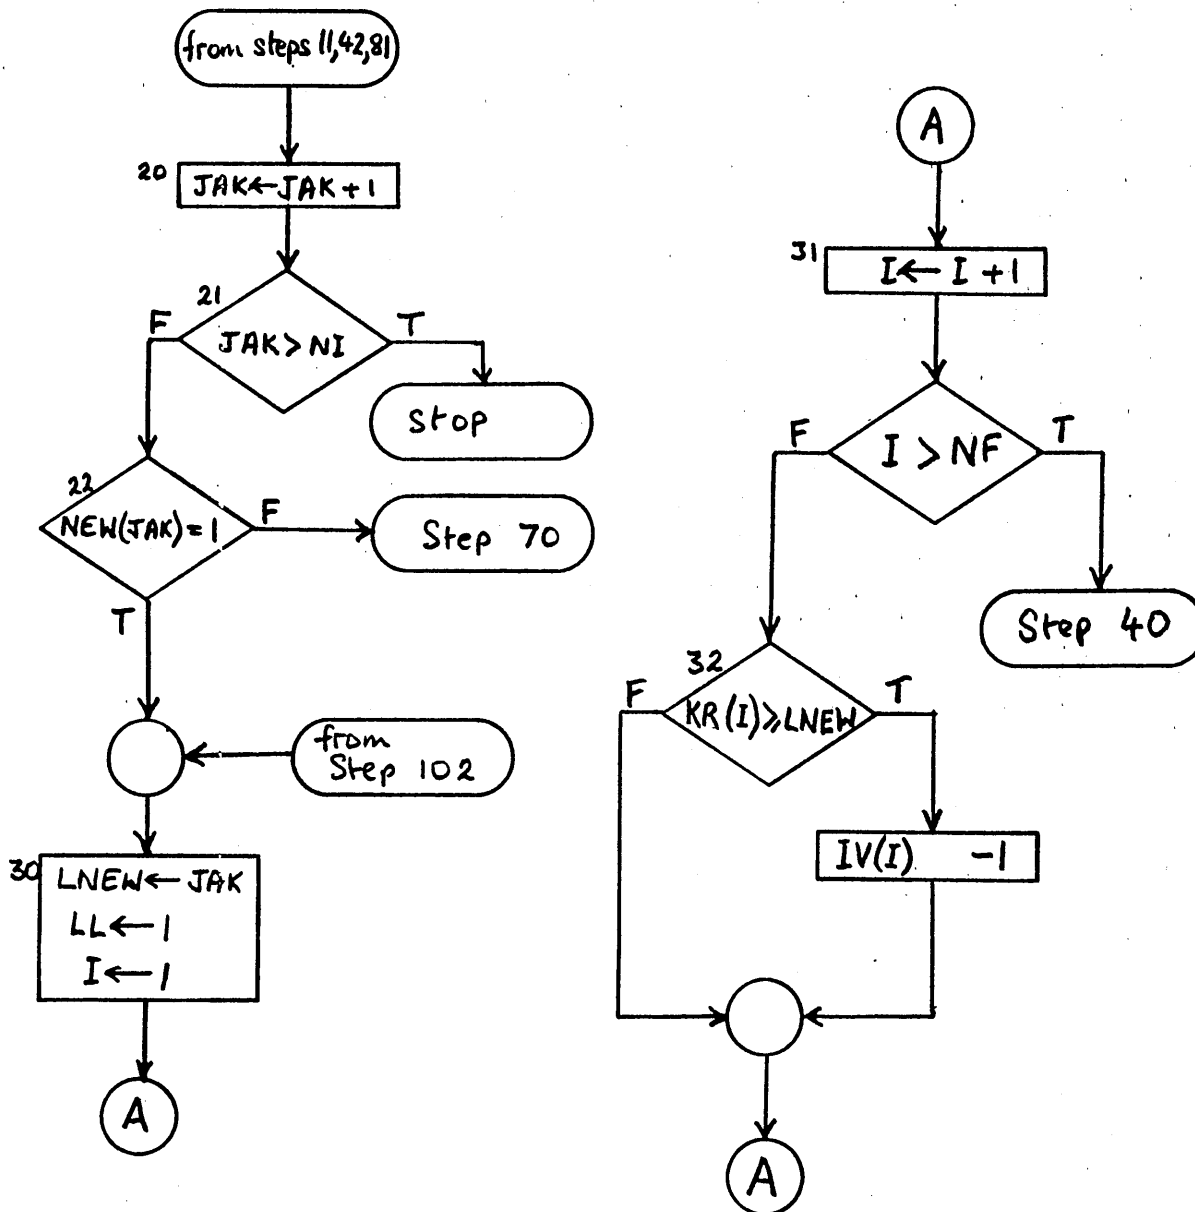 from steps 11,42,81
20
JAK←JAK+1
21
F
JAK>NI
T
Stop
22
NEW(JAK)=1
F
Step 70
T
from
Step 102
30
LNEW←JAK
LL←1
I←1
A
A
31
I←I+1
F
I>NF
T
Step 40
32
F
KR(I)≥LNEW
T
IV(I) -1
A